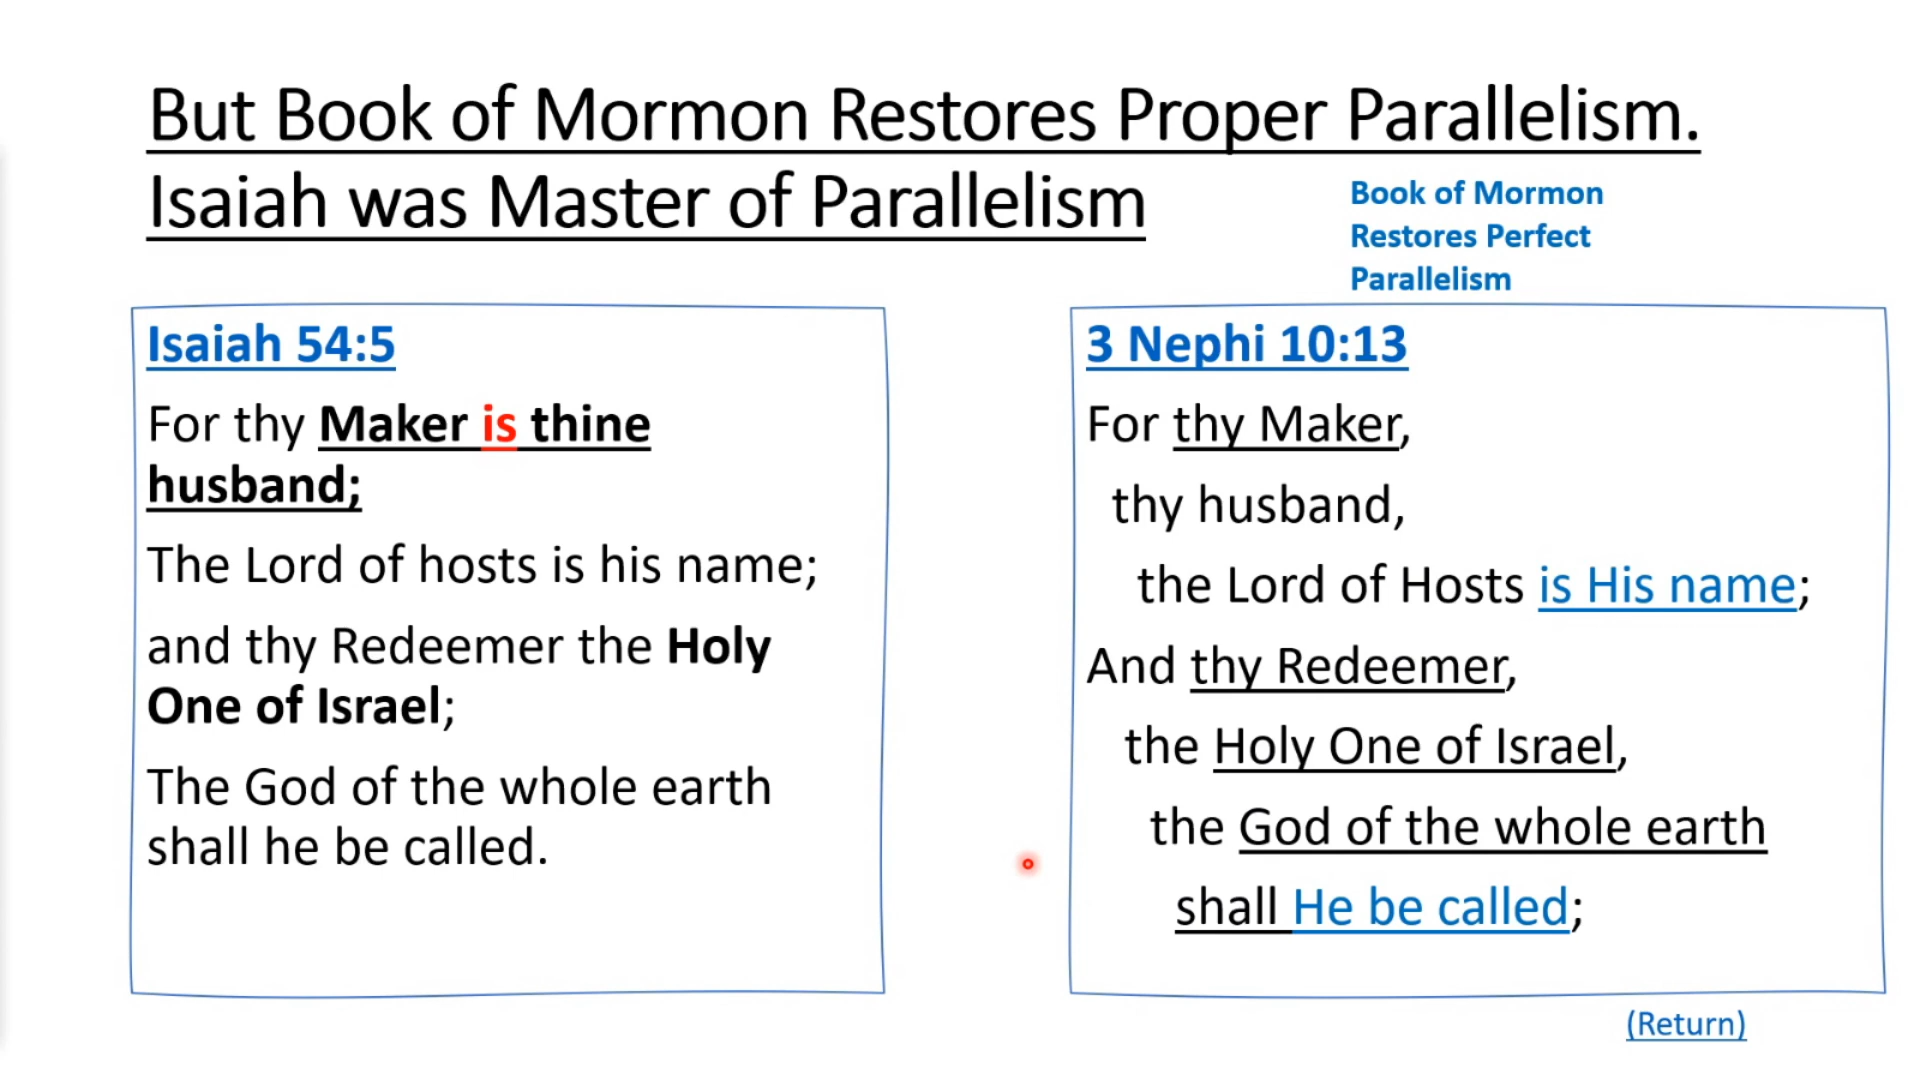 But Book of Mormon Restores Proper Parallelism.
Isaiah was Master of Parallelism
Book of Mormon
Restores Perfect
Parallelism
Isaiah 54:5
For thy Maker is thine
husband;
The Lord of hosts is his name;
and thy Redeemer the Holy
One of Israel;
The God of the whole earth
shall he be called.
3 Nephi 10:13
For thy Maker,
thy husband,
the Lord of Hosts is His name;
And thy Redeemer,
the Holy One of Israel,
the God of the whole earth
shall He be called;
(Return)